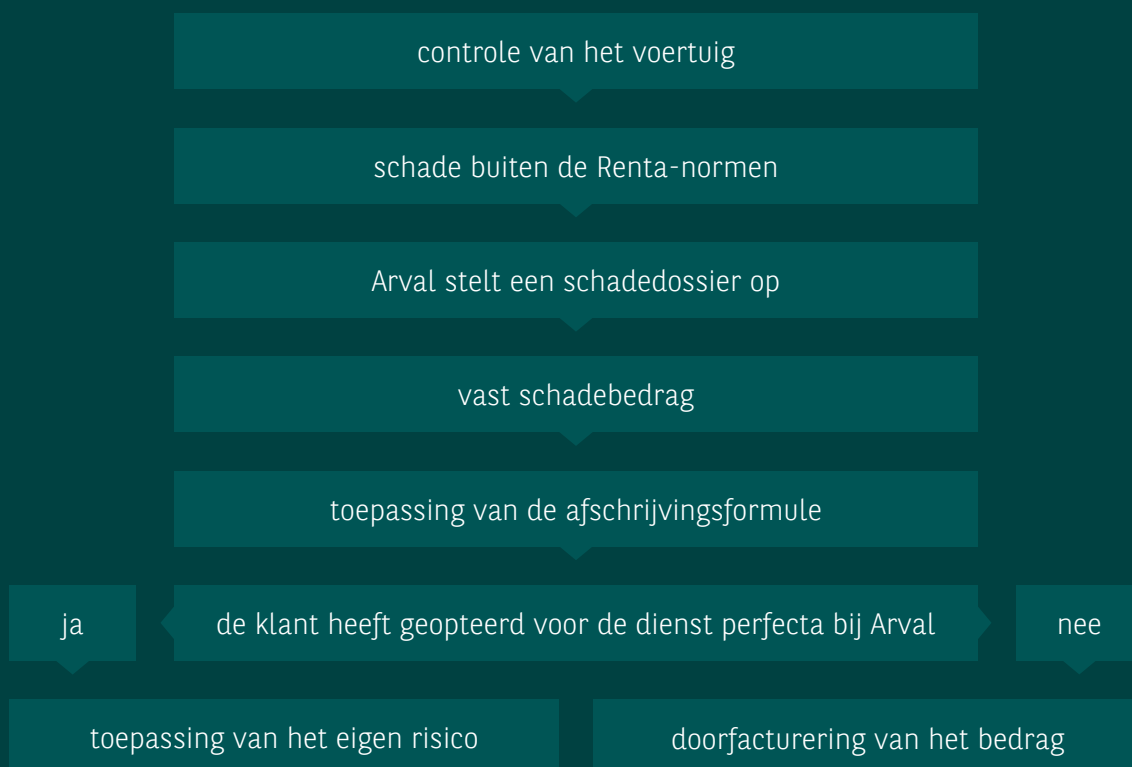 controle van het voertuig
schade buiten de Renta-normen
Arval stelt een schadedossier op
vast schadebedrag
toepassing van de afschrijvingsformule
ja
de klant heeft geopteerd voor de dienst perfecta bij Arval
nee
toepassing van het eigen risico
doorfacturering van het bedrag